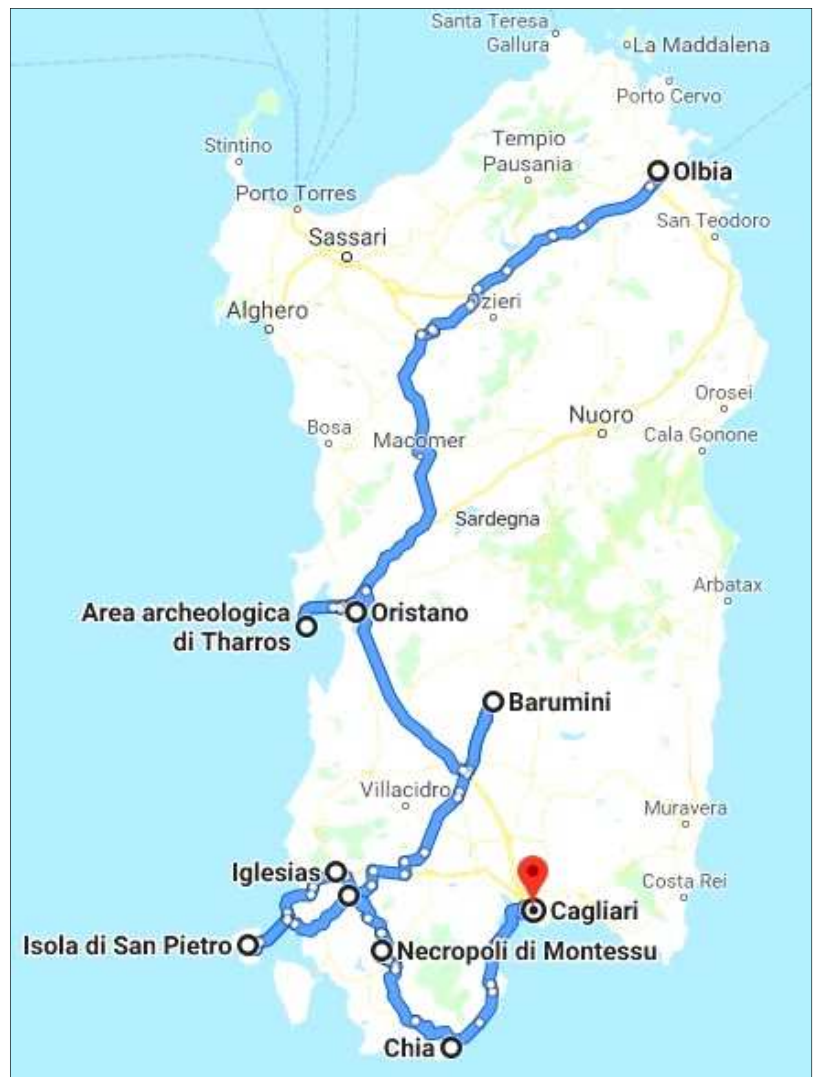 Santa Teresa
Gallura
La Maddalena
Porto Cervo
Stintino
Tempio
Pausania
Olbia
Porto Torres
San Teodoro
Sassari
Alghero
Ozieri
Orosei
Nuoro
Bosa
Macomer
Cala Gonone
Sardegna
Arbatax
Area archeologica
di Tharros
Oristano
Barumini
Villacidro
Muravera
Iglesias
Costa Rei
Cagliari
Isola di San Pietro
Necropoli di Montessu
Chia